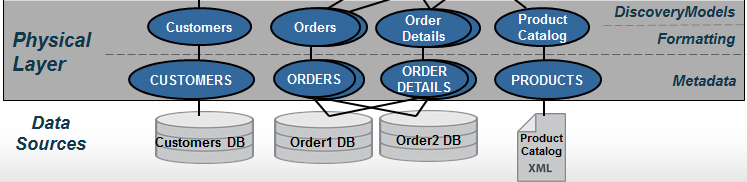 DiscoveryModels
Customers
Orders
Order
Details
Product
Catalog
Formatting
Physical
Layer
CUSTOMERS
ORDERS
ORDER
DETAILS
PRODUCTS
Metadata
Data
Sources
Customers DB
Order1 DB
Order2 DB
Product
Catalog
XML